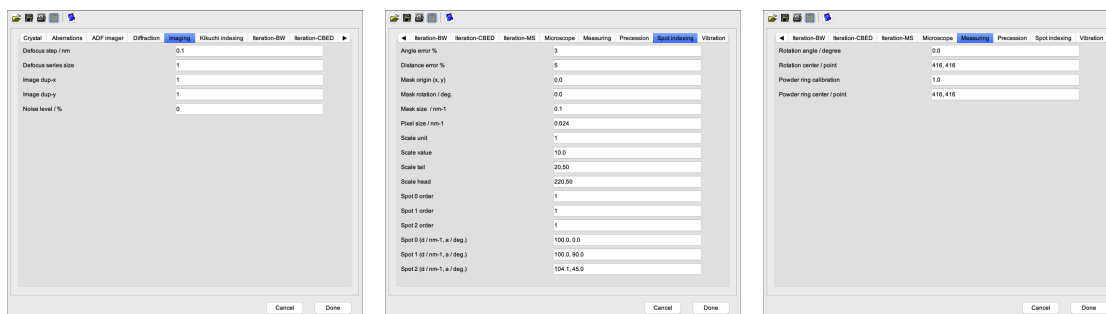 Crystal Aberrations ADF imager Diffraction Imaging Kikuchi indexing Iteration-BW Iteration-CBED
Defocus step / nm 0.1
Defocus series size 1
Image dup-x 1
Image dup-y 1
Noise level / % 0
Cancel Done
Iteration-BW Iteration-CBED Iteration-MS Microscope Measuring Precession Spot indexing Vibration
Angle error % 3
Distance error % 5
Mask origin (x, y) 0,0
Mask rotation / deg. 0.0
Mask size / nm-1 0.1
Pixel size / nm-1 0.024
Scale unit 1
Scale value 10.0
Scale tail 20,50
Scale head 220,50
Spot 0 order 1
Spot 1 order 1
Spot 2 order 1
Spot 0 (d / nm-1, a / deg.) 100.0, 0.0
Spot 1 (d / nm-1, a / deg.) 100.0, 90.0
Spot 2 (d / nm-1, a / deg.) 104.1, 45.0
Cancel Done
Iteration-BW Iteration-CBED Iteration-MS Microscope Measuring Precession Spot indexing Vibration
Rotation angle / degree 0.0
Rotation center / point 416, 416
Powder ring calibration 1.0
Powder ring center / point 416, 416
Cancel Done